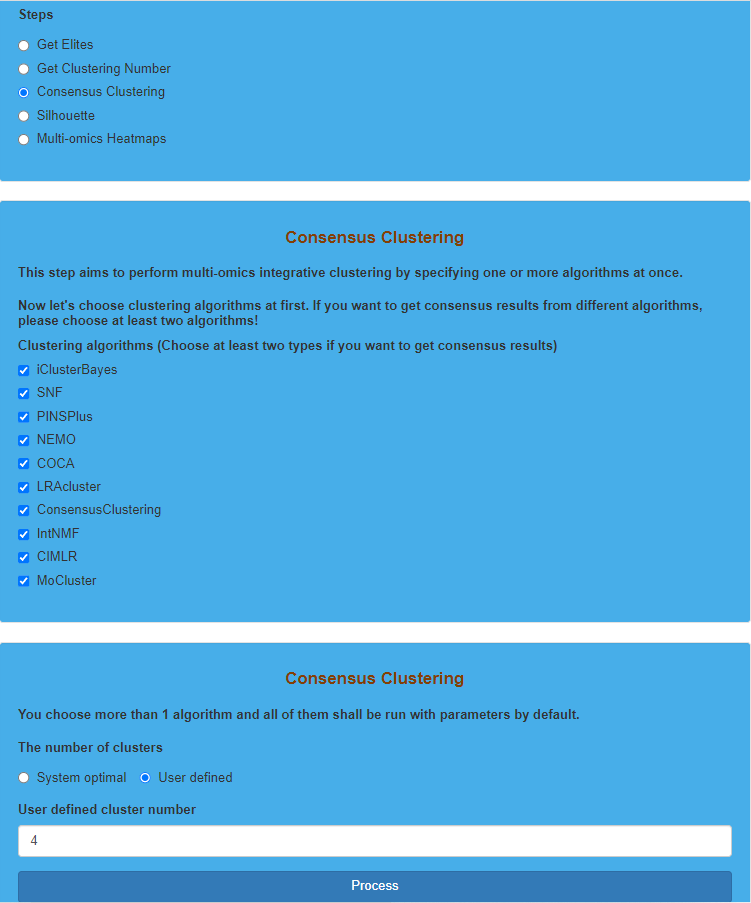 Steps
Get Elites
Get Clustering Number
Consensus Clustering
Silhouette
Multi-omics Heatmaps
Consensus Clustering
This step aims to perform multi-omics integrative clustering by specifying one or more algorithms at once.
Now let's choose clustering algorithms at first. If you want to get consensus results from different algorithms,
please choose at least two algorithms!
Clustering algorithms (Choose at least two types if you want to get consensus results)
iClusterBayes
SNF
PINSPlus
NEMO
COCA
LRAcluster
ConsensusClustering
IntNMF
CIMLR
MoCluster
Consensus Clustering
You choose more than 1 algorithm and all of them shall be run with parameters by default.
The number of clusters
System optimal User defined
User defined cluster number
4
Process